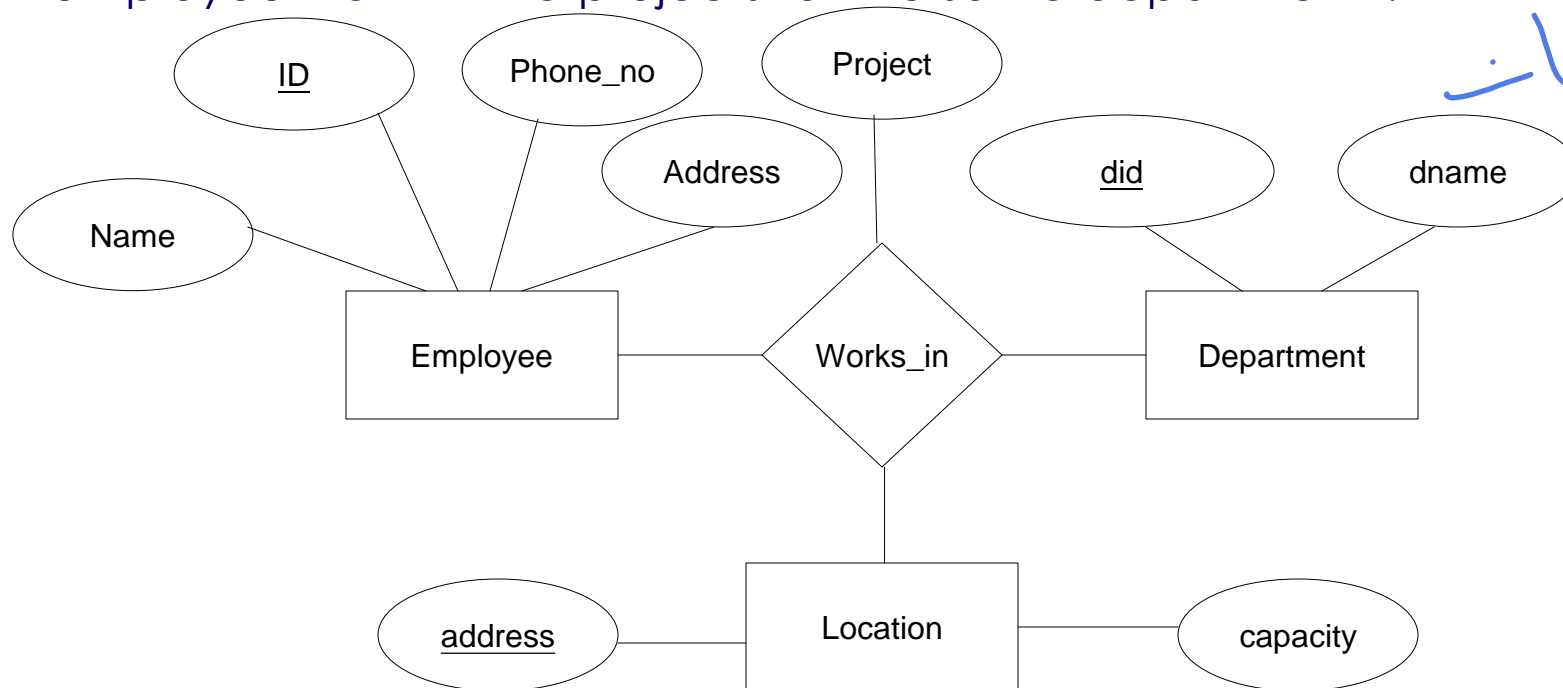 ID
Phone_no
Project
Address
did
dname
Name
Employee
Works_in
Department
Location
address
capacity